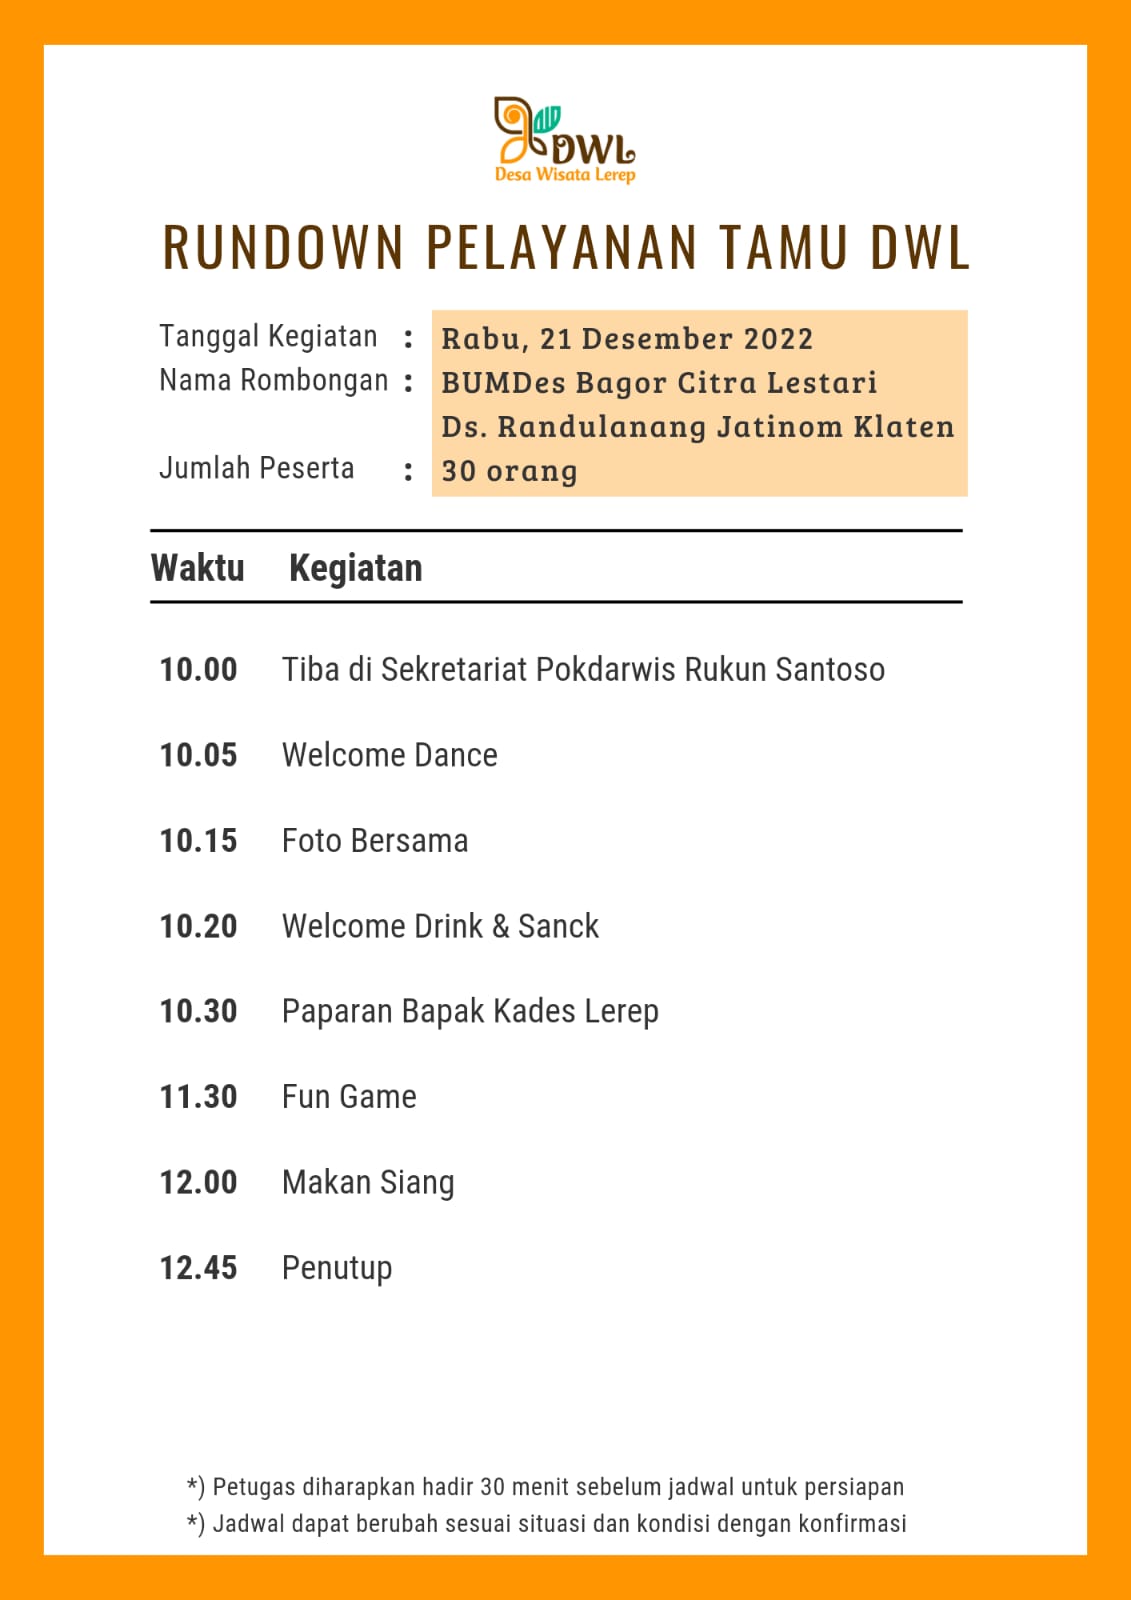 DWL
Desa Wisata Lerep
RUNDOWN PELAYANAN TAMU DWL
Tanggal Kegiatan : Rabu, 21 Desember 2022
Nama Rombongan : BUMDes Bagor Citra Lestari
Ds. Randulanang Jatinom Klaten
Jumlah Peserta : 30 orang
Waktu Kegiatan
10.00 Tiba di Sekretariat Pokdarwis Rukun Santoso
10.05 Welcome Dance
10.15 Foto Bersama
10.20 Welcome Drink & Sanck
10.30 Paparan Bapak Kades Lerep
11.30 Fun Game
12.00 Makan Siang
12.45 Penutup
*) Petugas diharapkan hadir 30 menit sebelum jadwal untuk persiapan
*) Jadwal dapat berubah sesuai situasi dan kondisi dengan konfirmasi